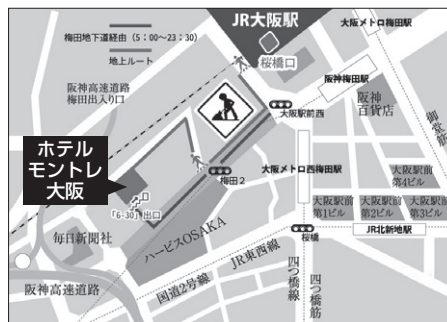 JR大阪駅
大阪メトロ梅田駅
梅田地下道経由（5：00〜23：30）
地上ルート
桜橋口
阪神梅田駅
阪神高速道路
梅田出入り口
御堂筋
大阪駅前西
阪神
百貨店
ホテル
モントレ
大阪
大阪メトロ西梅田駅
梅田2
大阪駅前
第4ビル
「6-30」出口
大阪駅前
第1ビル
大阪駅前
第2ビル
大阪駅前
第3ビル
毎日新聞社
ハービスOSAKA
桜橋
JR北新地駅
JR東西線
国道2号線
四つ橋線
四つ橋筋
阪神高速道路